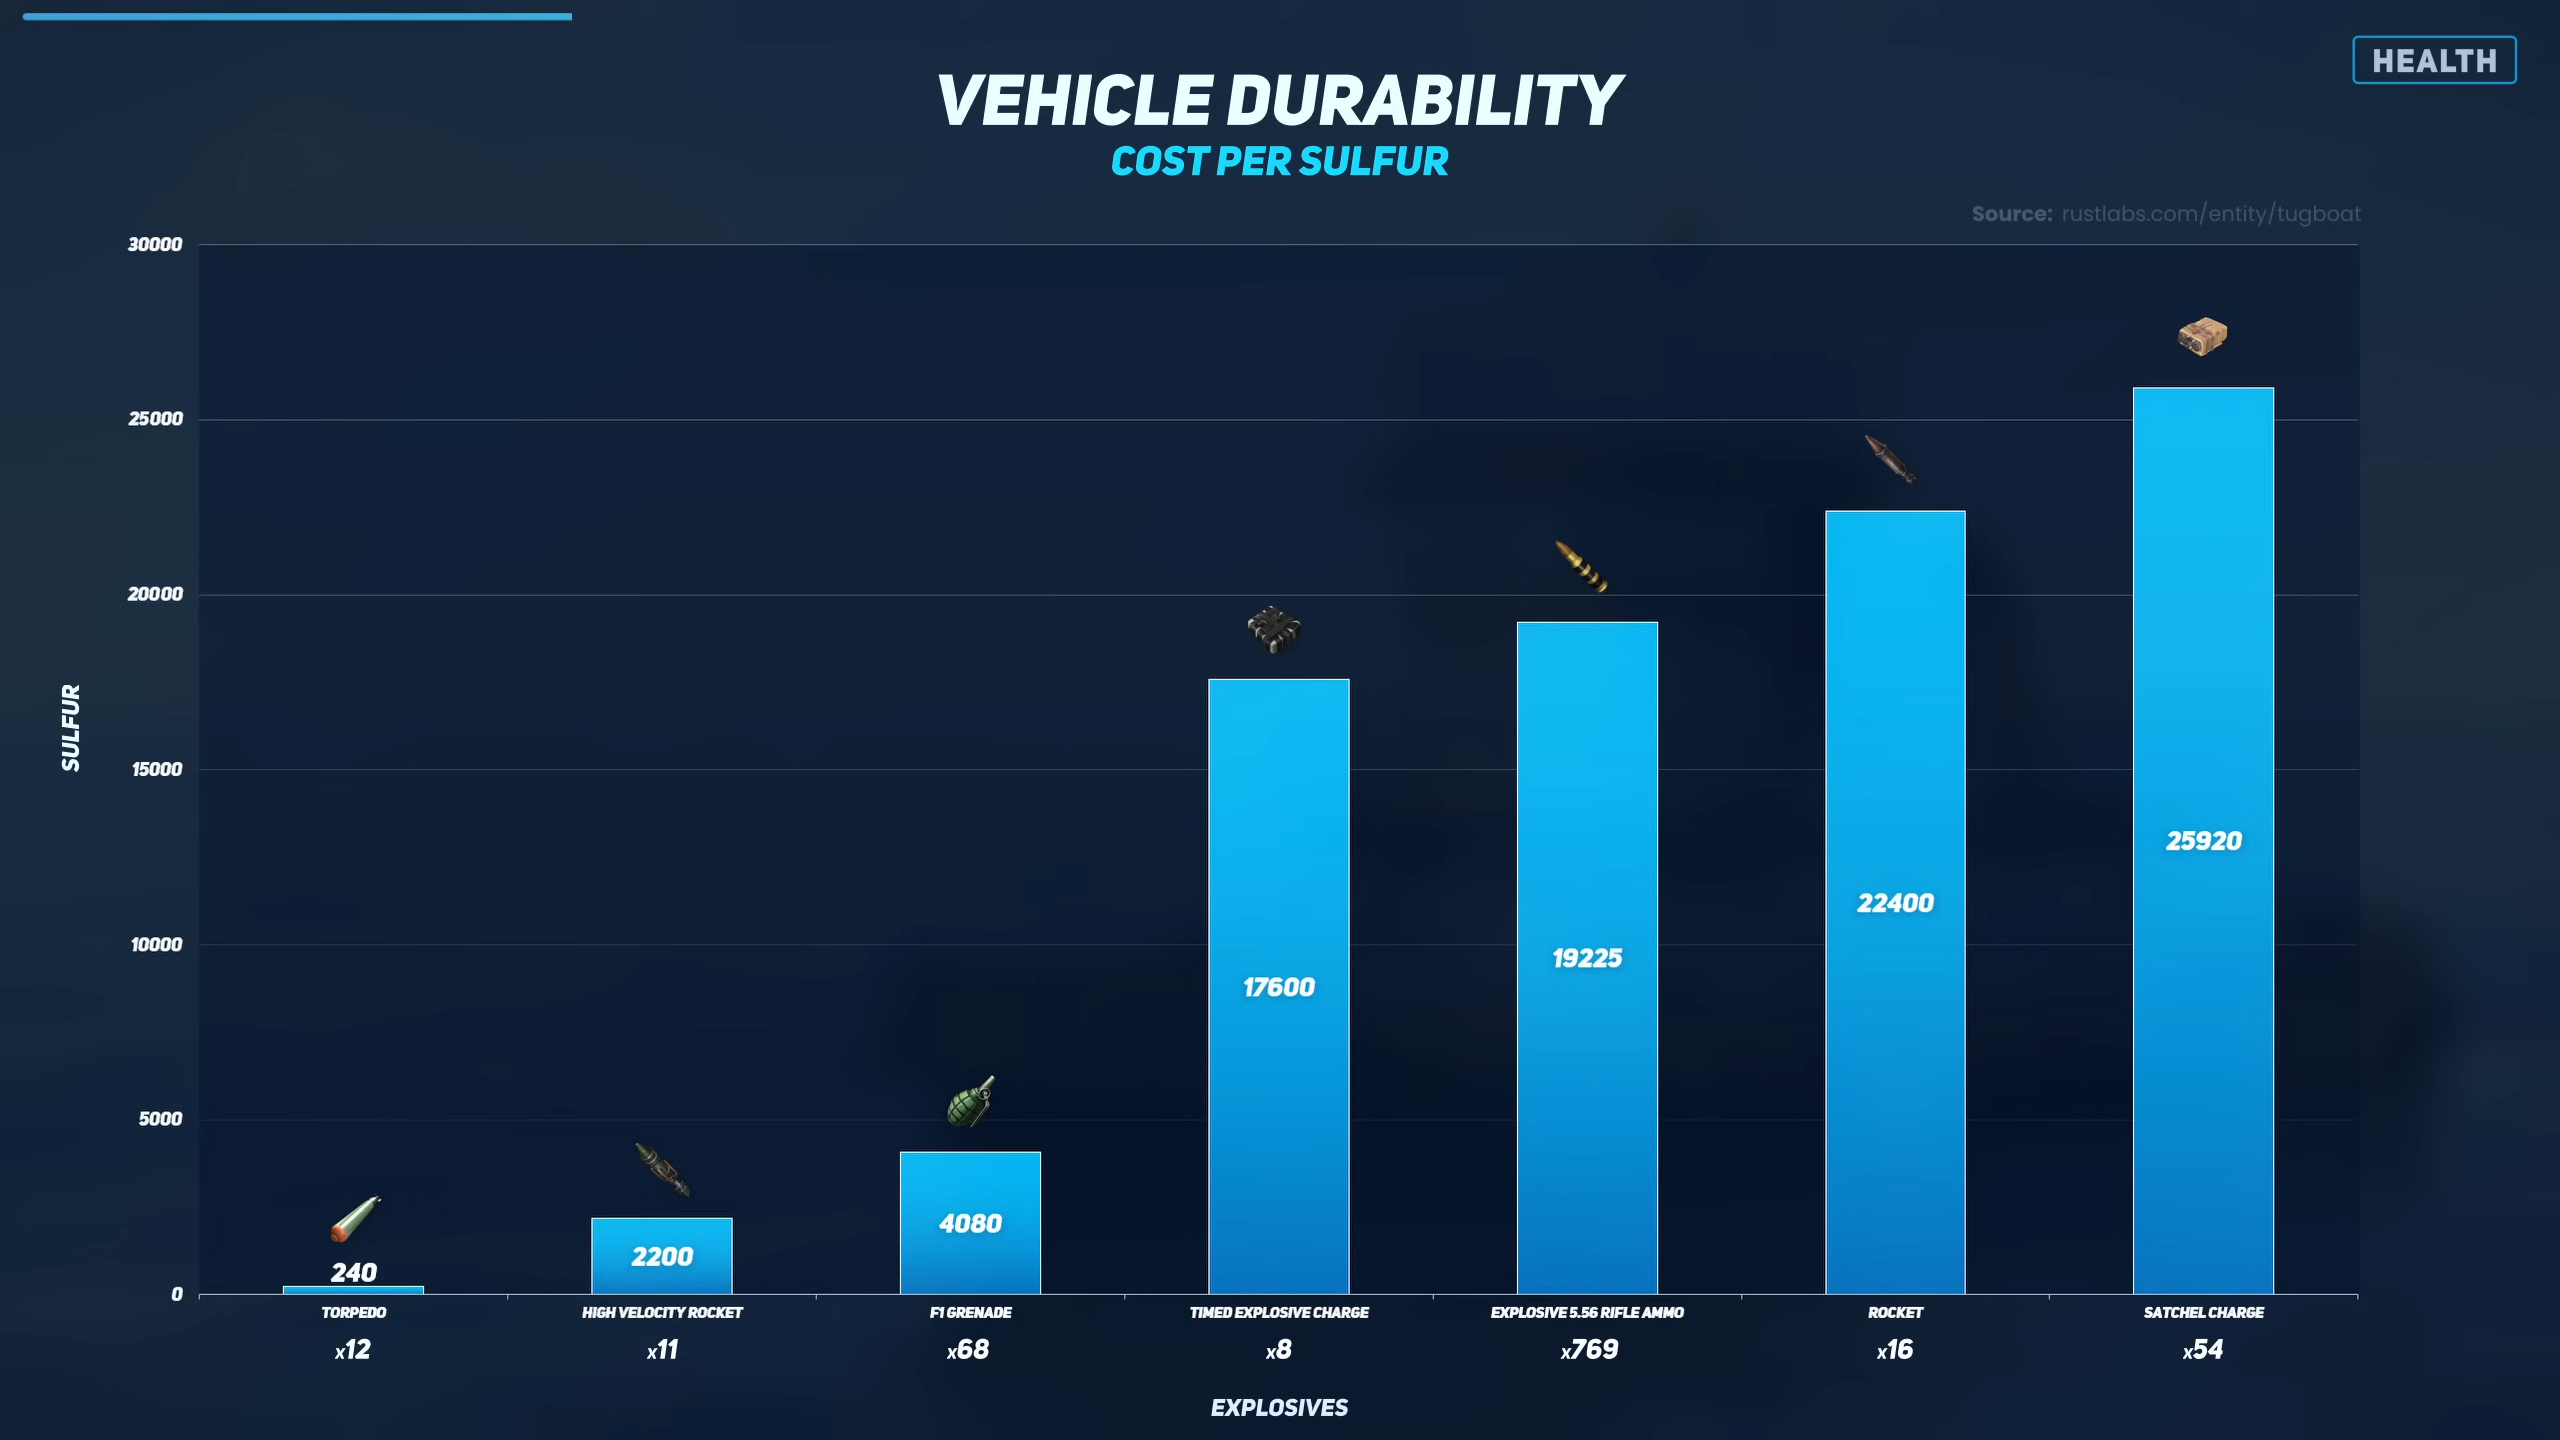 HEALTH
VEHICLE DURABILITY
COST PER SULFUR
Source: rustlabs.com/entity/tugboat
30000
25000
20000
15000
10000
5000
0
SULFUR
240
2200
4080
17600
19225
22400
25920
TORPEDO
HIGH VELOCITY ROCKET
F1 GRENADE
TIMED EXPLOSIVE CHARGE
EXPLOSIVE 5.56 RIFLE AMMO
ROCKET
SATCHEL CHARGE
x12
x11
x68
x8
x769
x16
x54
EXPLOSIVES